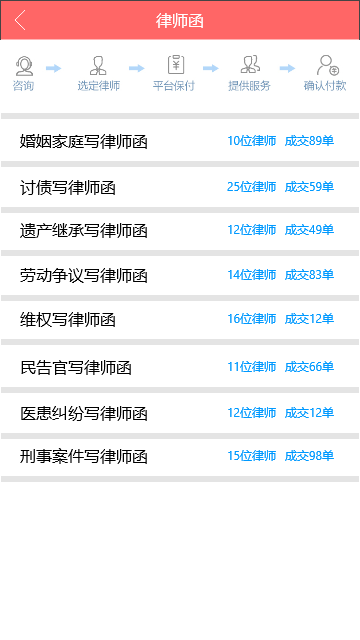 律师函
咨询 选定律师 平台保付 提供服务 确认付款
婚姻家庭写律师函 10位律师 成交89单
讨债写律师函 25位律师 成交59单
遗产继承写律师函 12位律师 成交49单
劳动争议写律师函 14位律师 成交83单
维权写律师函 16位律师 成交12单
民告官写律师函 11位律师 成交66单
医患纠纷写律师函 12位律师 成交12单
刑事案件写律师函 15位律师 成交98单